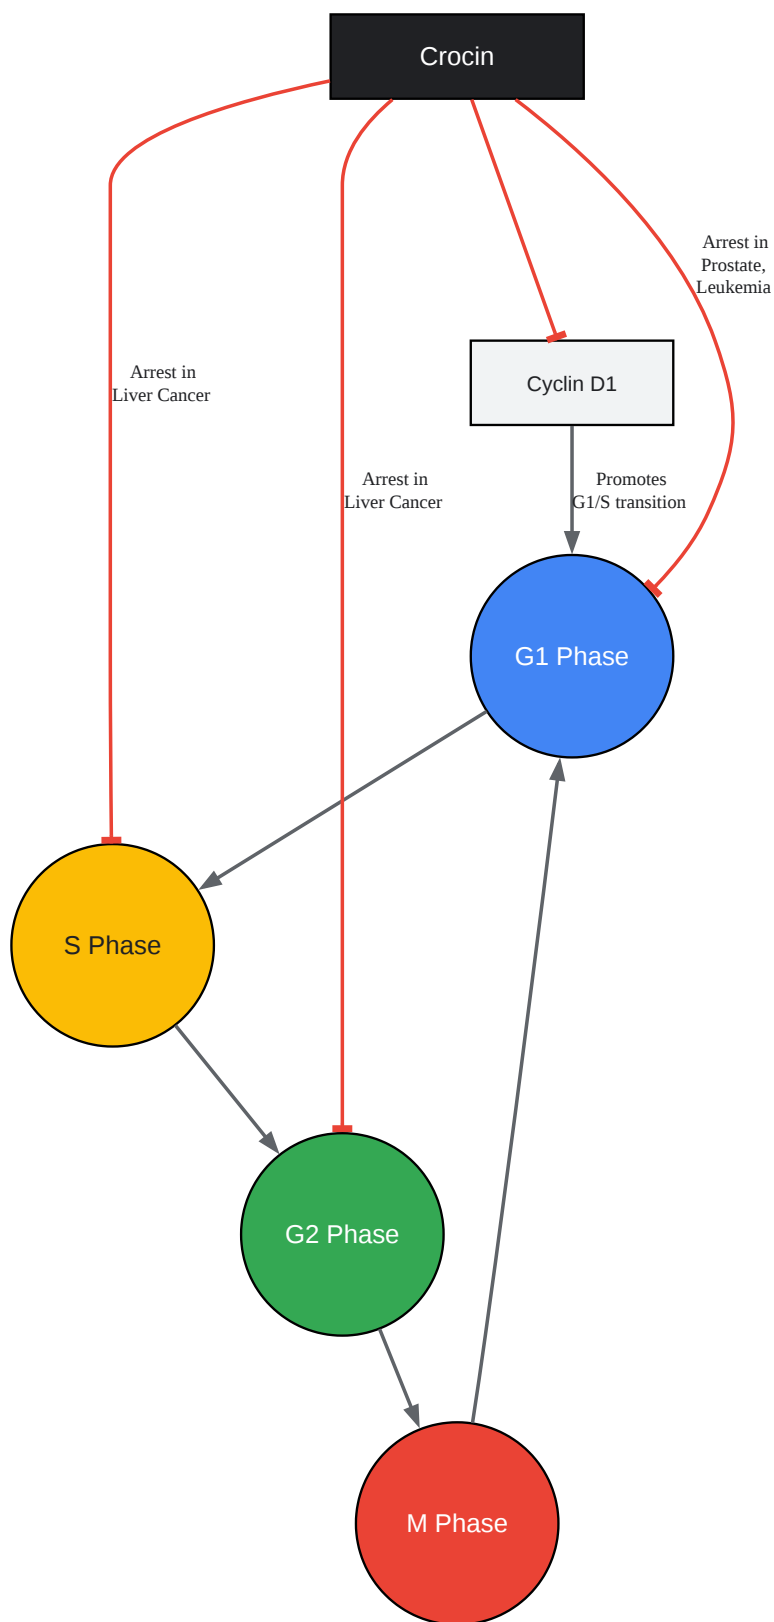 Crocin
Arrest in
Prostate,
Leukemia
Arrest in
Liver Cancer
Cyclin D1
Arrest in
Liver Cancer
Promotes
G1/S transition
G1 Phase
S Phase
G2 Phase
M Phase